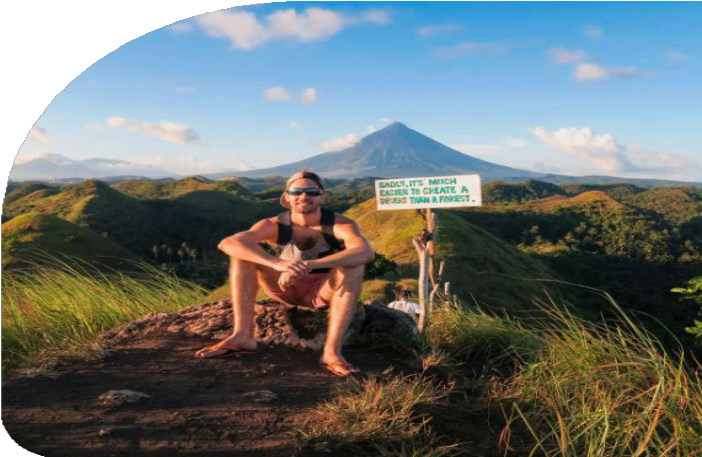 SADLY, IT'S MUCH
EASIER TO CREATE A
DESERT THAN A FOREST.